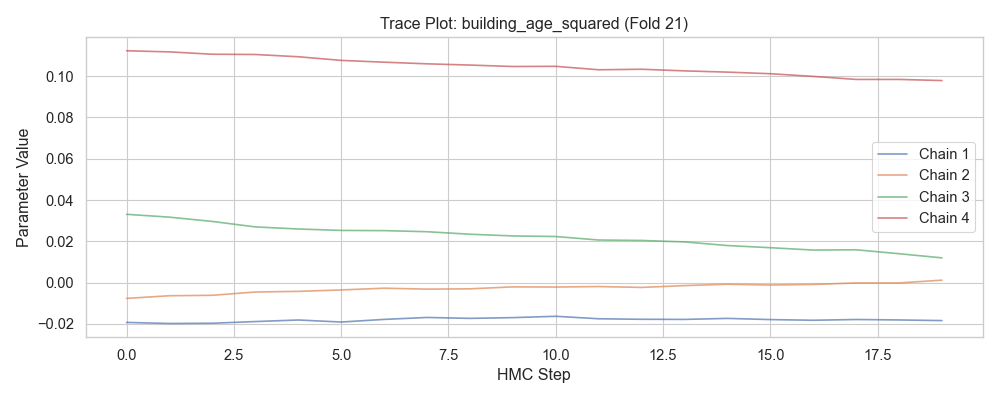 Trace Plot: building_age_squared (Fold 21)
Parameter Value
0.10
0.08
0.06
0.04
0.02
0.00
−0.02
Chain 1
Chain 2
Chain 3
Chain 4
0.0 2.5 5.0 7.5 10.0 12.5 15.0 17.5
HMC Step